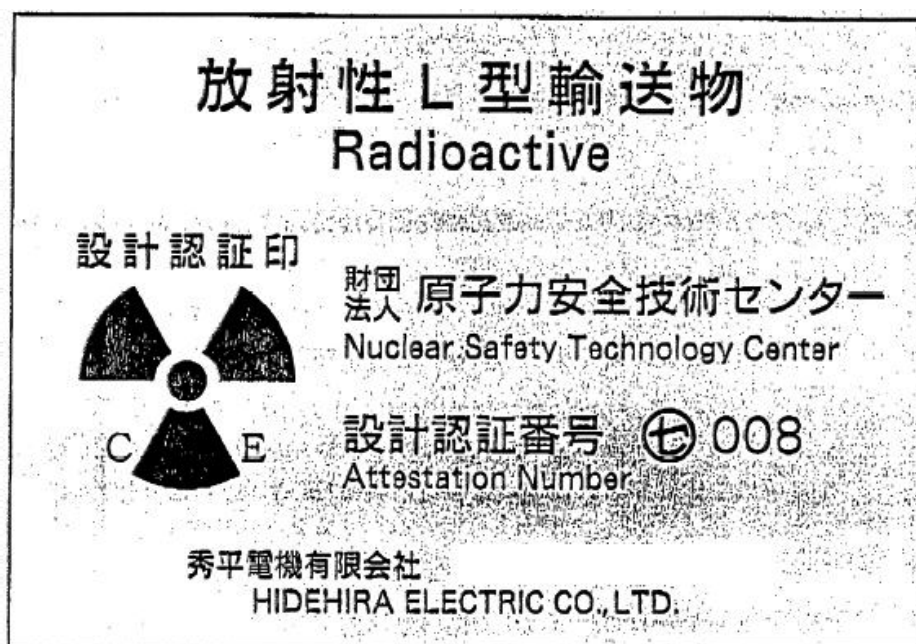 放射性L型輸送物
Radioactive
設計認証印
C E
財団法人 原子力安全技術センター
Nuclear Safety Technology Center
設計認証番号 ㊆ 008
Attestation Number
秀平電機有限会社
HIDEHIRA ELECTRIC CO.,LTD.